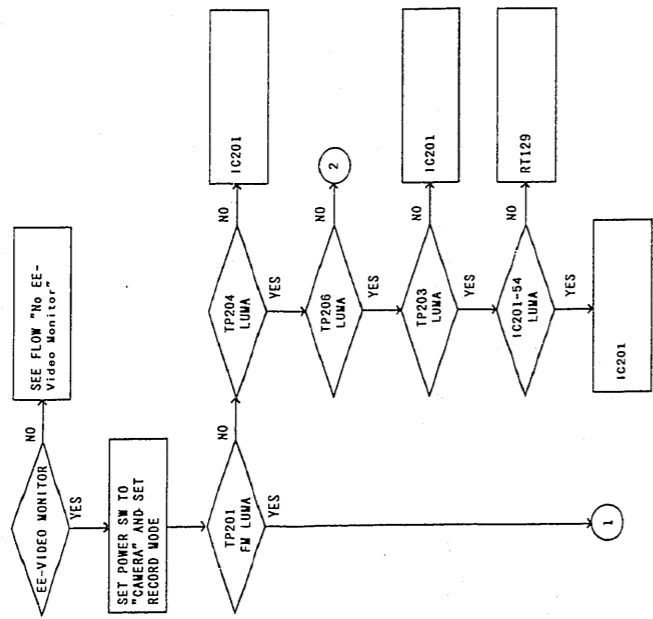 EE-VIDEO MONITOR
NO
SEE FLOW "No EE-
Video Monitor"
YES
SET POWER SW TO
"CAMERA" AND SET
RECORD MODE
TP201
FM LUMA
NO
YES
1
TP204
LUMA
NO
IC201
YES
TP206
LUMA
NO
2
YES
TP203
LUMA
NO
IC201
YES
IC201-54
LUMA
NO
RT129
YES
IC201